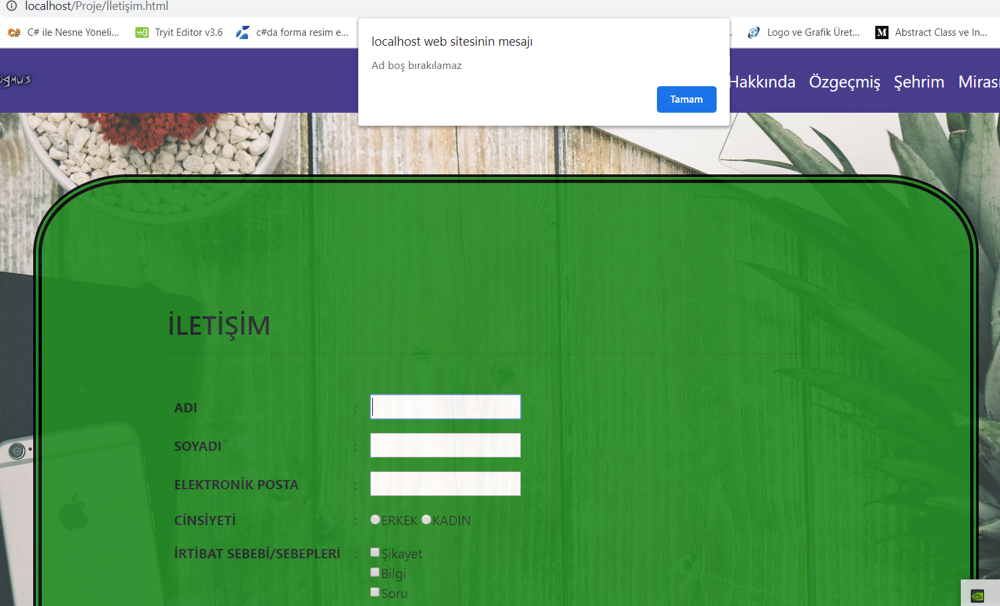 localhost/Proje/İletişim.html
C# C# ile Nesne Yöneli...
w3 Tryit Editor v3.6
c#da forma resim e...
Logo ve Grafik Üret...
M Abstract Class ve In...
localhost web sitesinin mesajı
Ad boş bırakılamaz
Tamam
Hakkında Özgeçmiş Şehrim Miras
İLETİŞİM
ADI :
SOYADI :
ELEKTRONİK POSTA :
CİNSİYETİ : ERKEK KADIN
İRTİBAT SEBEBİ/SEBEPLERİ : Şikayet
Bilgi
Soru